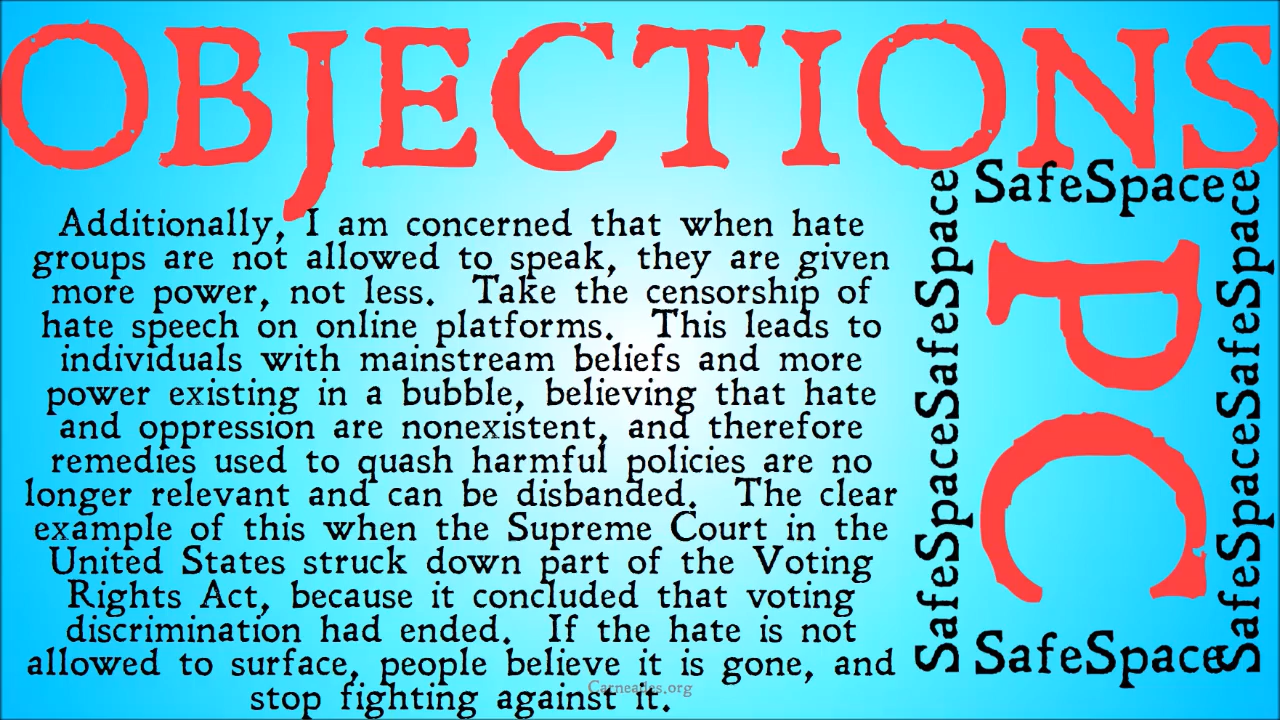 OBJECTIONS
Additionally, I am concerned that when hate
groups are not allowed to speak, they are given
more power, not less. Take the censorship of
hate speech on online platforms. This leads to
individuals with mainstream beliefs and more
power existing in a bubble, believing that hate
and oppression are nonexistent, and therefore
remedies used to quash harmful policies are no
longer relevant and can be disbanded. The clear
example of this when the Supreme Court in the
United States struck down part of the Voting
Rights Act, because it concluded that voting
discrimination had ended. If the hate is not
allowed to surface, people believe it is gone, and
stop fighting against it.
Carneades.org
SafeSpace
SafeSpaceSafeSpaceSafeSpaceSafeSpace
PC
SafeSpaceSafeSpaceSafeSpaceSafeSpace
SafeSpace